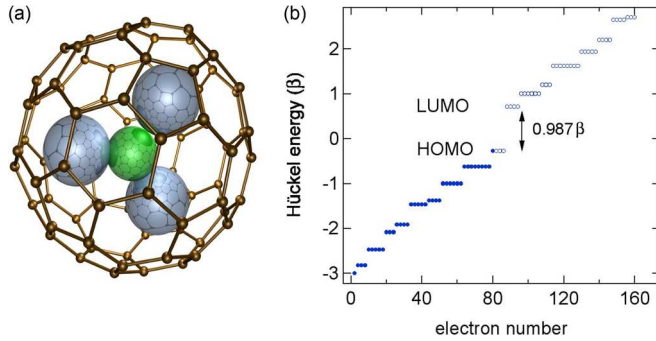 (a)
(b)
Hückel energy (β)
2
1
0
-1
-2
-3
LUMO
HOMO
0.987β
0
40
80
120
160
electron number